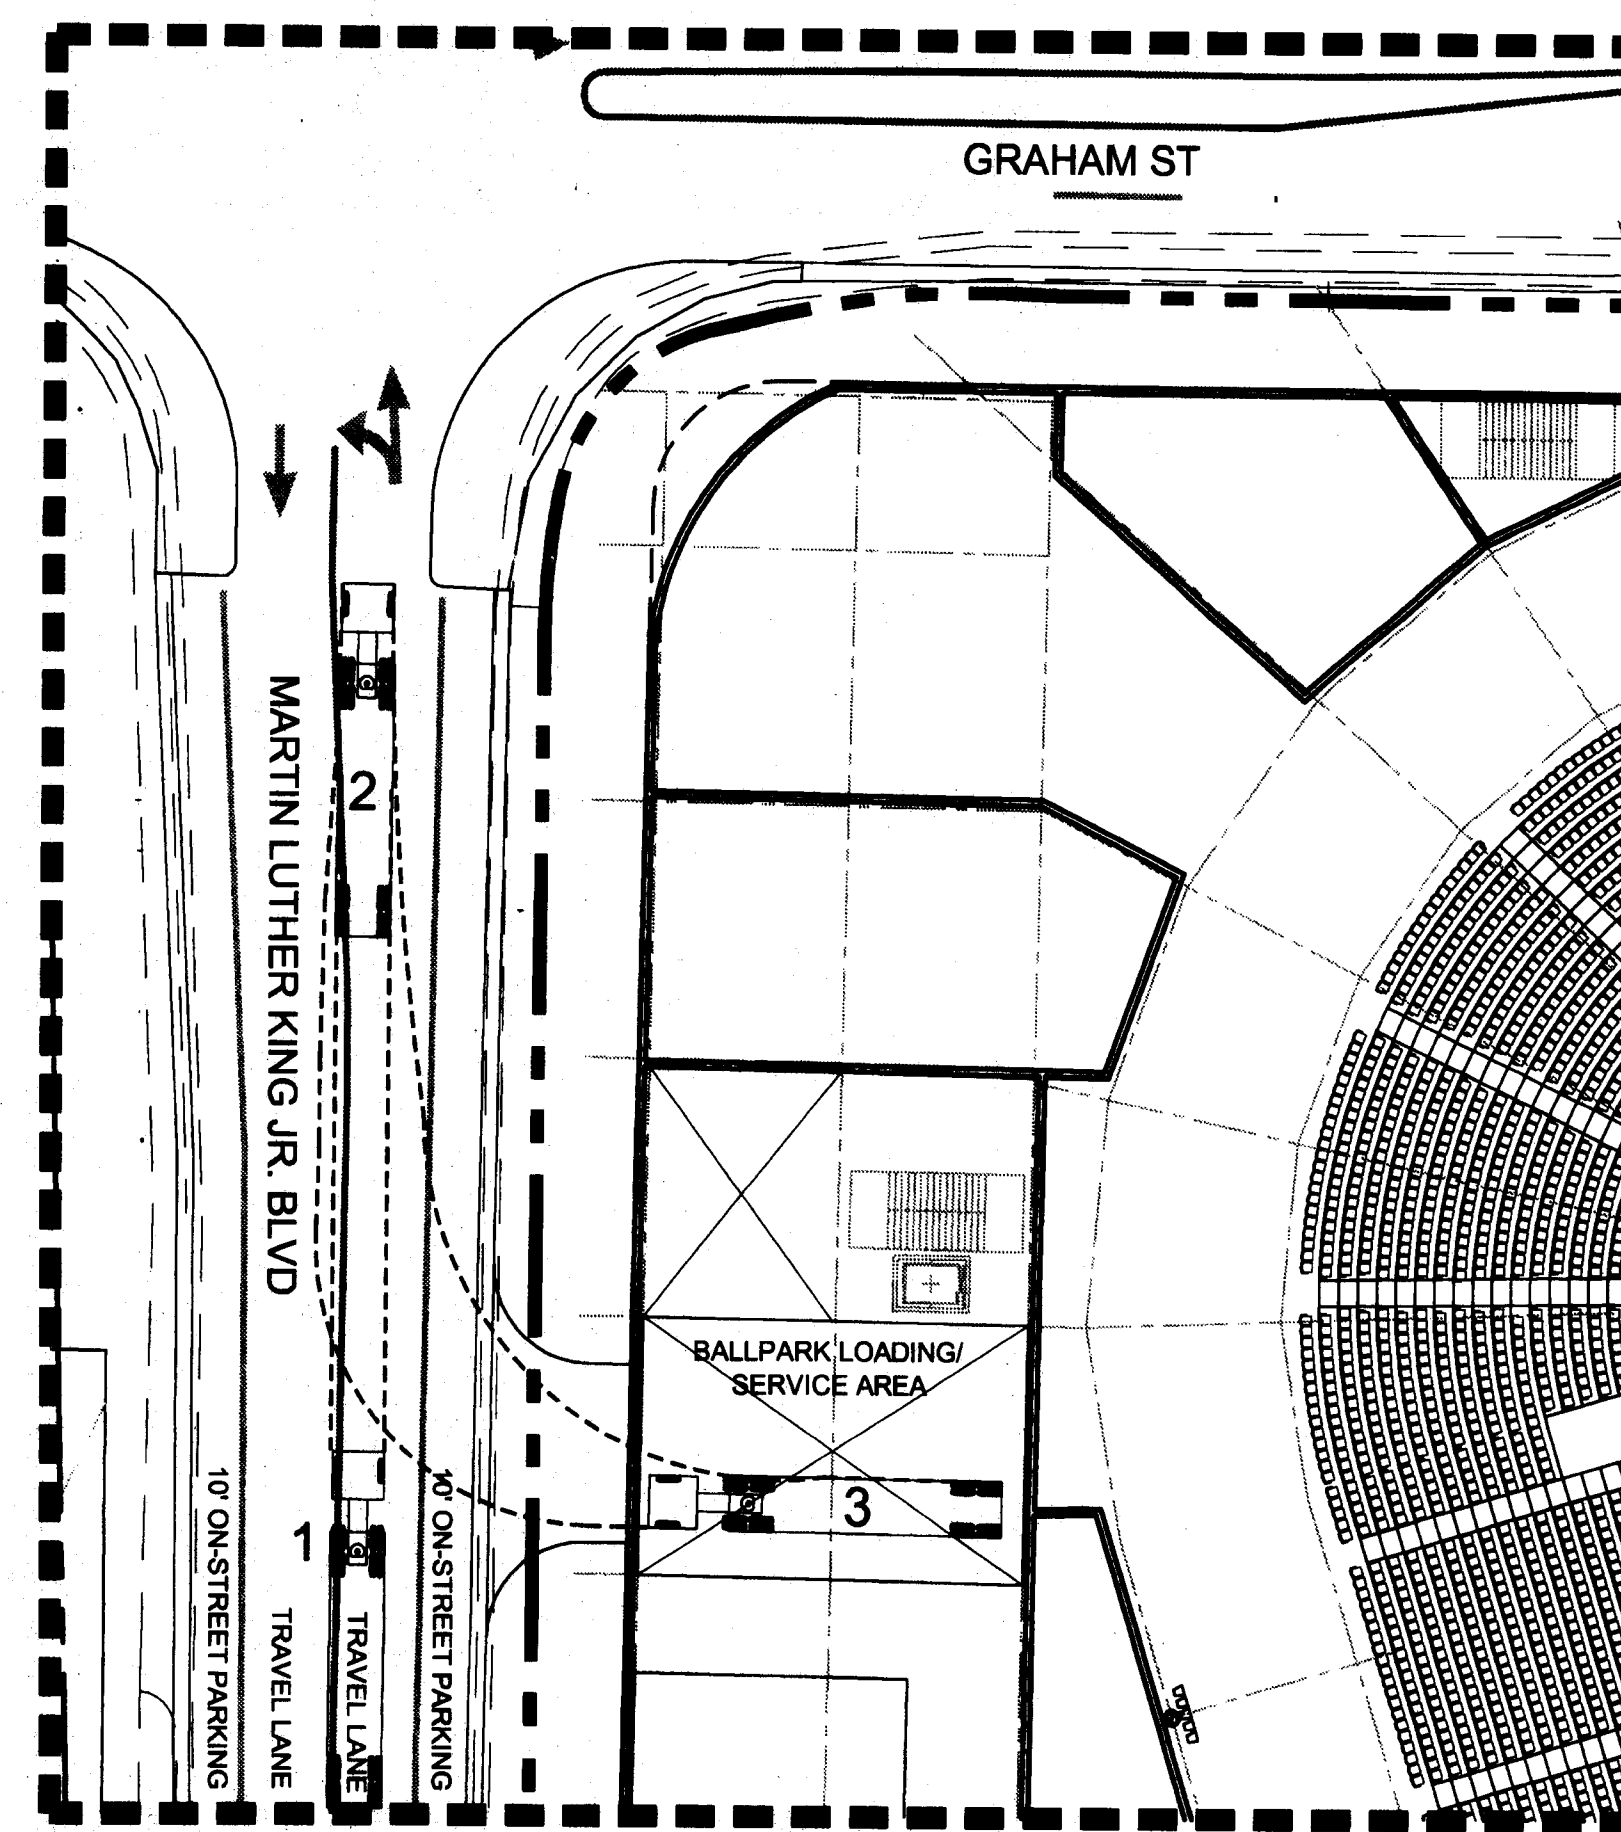 GRAHAM ST
MARTIN LUTHER KING JR. BLVD
2
BALLPARK LOADING/
SERVICE AREA
1
3
10' ON-STREET PARKING
TRAVEL LANE
TRAVEL LANE
10' ON-STREET PARKING